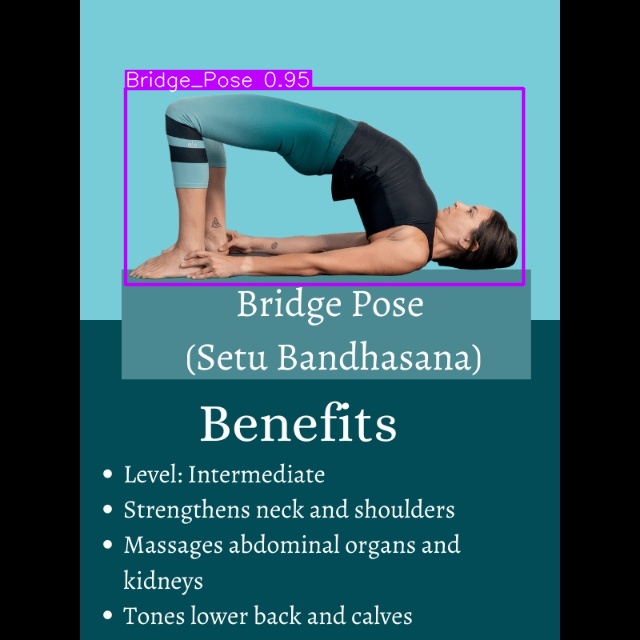 Bridge_Pose 0.95
Bridge Pose
(Setu Bandhasana)
Benefits
• Level: Intermediate
• Strengthens neck and shoulders
• Massages abdominal organs and
kidneys
• Tones lower back and calves